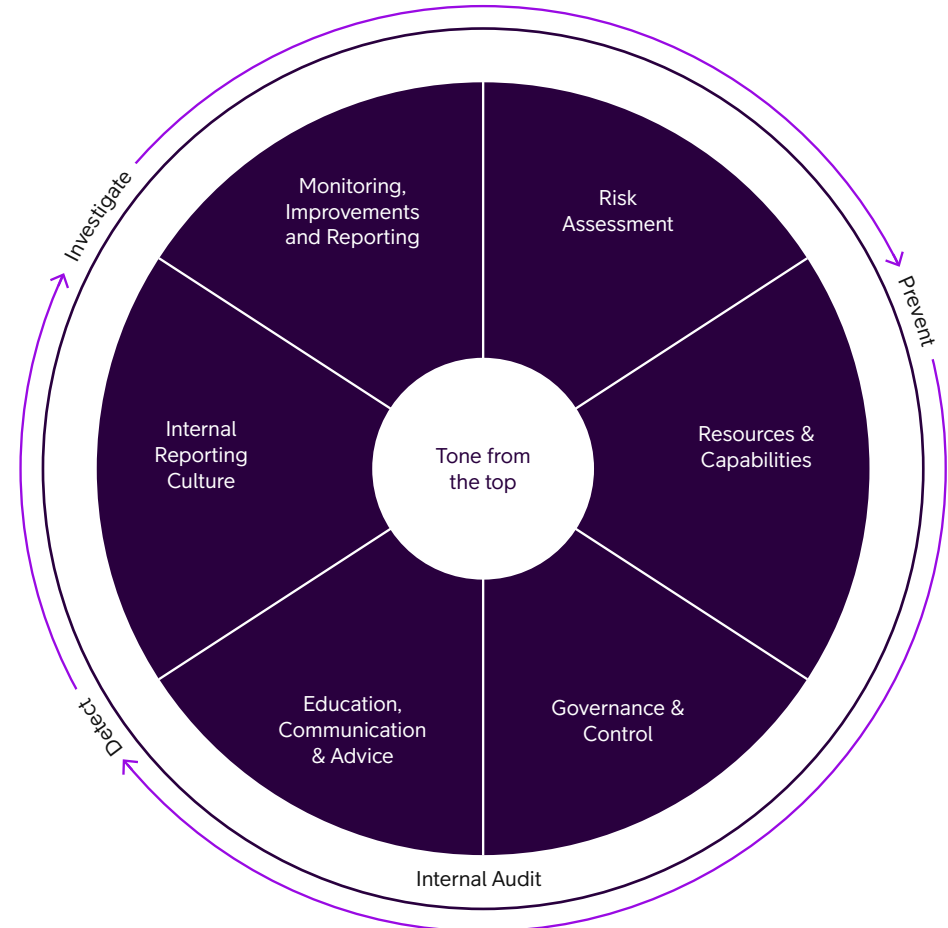 Investigate
Prevent
Detect
Monitoring,
Improvements
and Reporting
Risk
Assessment
Internal
Reporting
Culture
Tone from
the top
Resources &
Capabilities
Education,
Communication
& Advice
Governance &
Control
Internal Audit